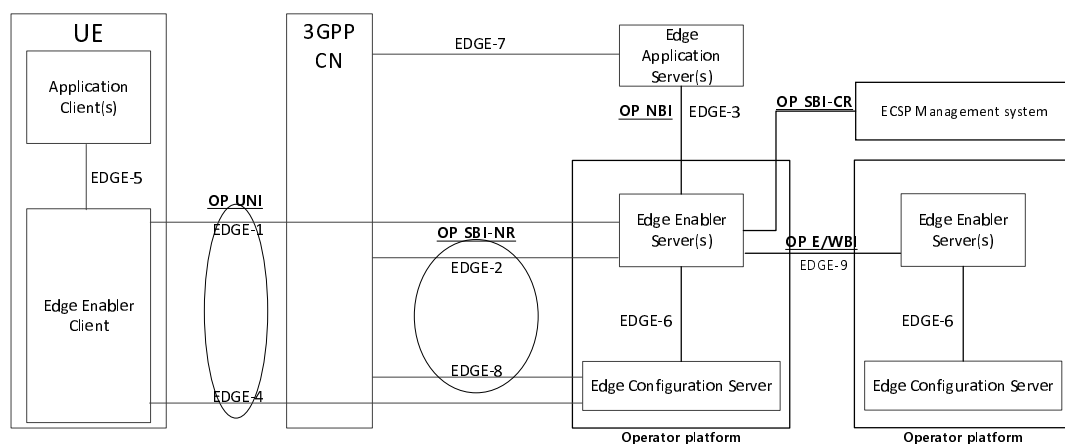 UE
Application
Client(s)
EDGE-5
Edge Enabler
Client
OP UNI
EDGE-1
EDGE-4
3GPP
CN
EDGE-7
OP SBI-NR
EDGE-2
EDGE-8
Edge
Application
Server(s)
OP NBI
EDGE-3
OP SBI-CR
ECSP Management system
Edge Enabler
Server(s)
EDGE-6
Edge Configuration Server
Operator platform
OP E/WBI
EDGE-9
Edge Enabler
Server(s)
EDGE-6
Edge Configuration Server
Operator platform